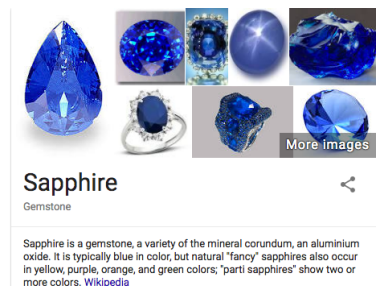 More images
Sapphire
Gemstone
Sapphire is a gemstone, a variety of the mineral corundum, an aluminium
oxide. It is typically blue in color, but natural "fancy" sapphires also occur
in yellow, purple, orange, and green colors; "parti sapphires" show two or
more colors. Wikipedia